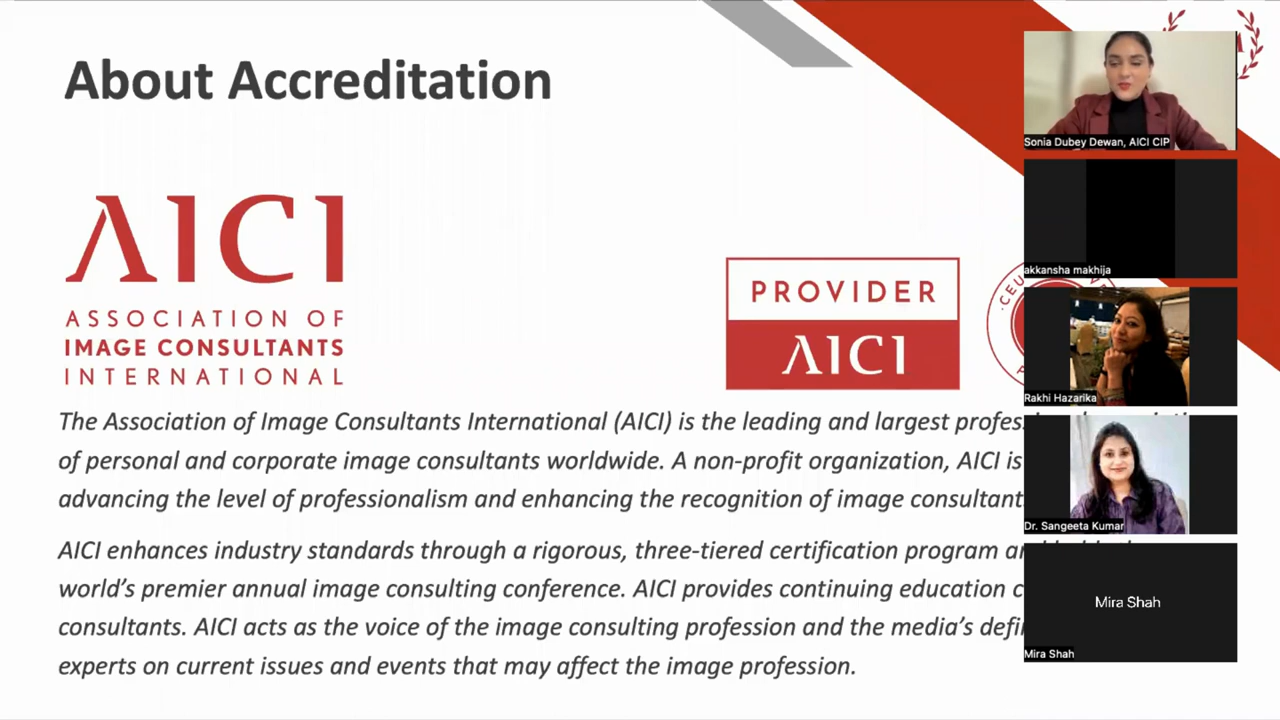 About Accreditation
AICI
ASSOCIATION OF
IMAGE CONSULTANTS
INTERNATIONAL
PROVIDER
AICI
The Association of Image Consultants International (AICI) is the leading and largest
of personal and corporate image consultants worldwide. A non-profit organization, AICI is
advancing the level of professionalism and enhancing the recognition of image
AICI enhances industry standards through a rigorous, three-tiered certification program
world's premier annual image consulting conference. AICI provides continuing education
consultants. AICI acts as the voice of the image consulting profession and the media's
experts on current issues and events that may affect the image profession.
Sonia Dubey Dewan, AICI CIP
akkansha makhija
Rakhi Hazarika
Dr. Sangeeta Kumar
Mira Shah
Mira Shah